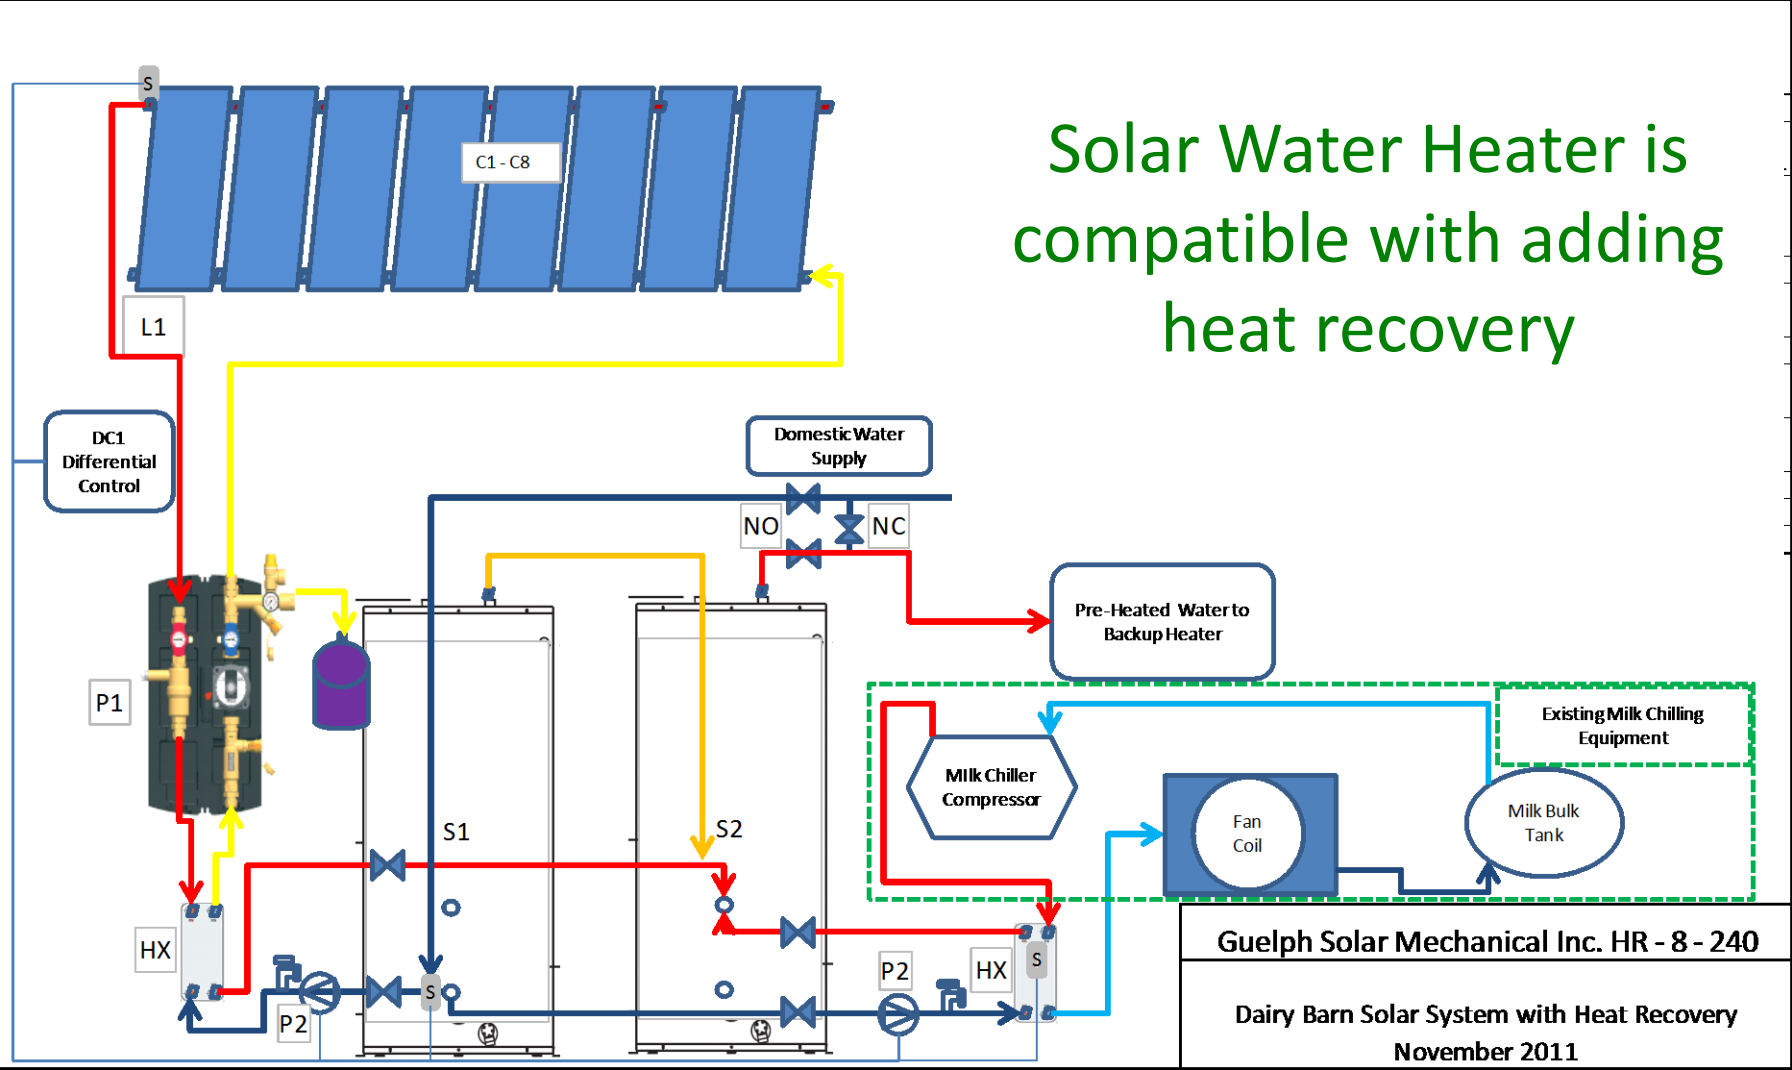 S
Solar Water Heater is
compatible with adding
heat recovery
C1 - C8
L1
DC1
Differential
Control
Domestic Water
Supply
NO
NC
Pre-Heated Water to
Backup Heater
P1
Existing Milk Chilling
Equipment
MIlk Chiller
Compressor
Fan
Coil
Milk Bulk
Tank
S1
S2
HX
P2
S
P2
HX
S
Guelph Solar Mechanical Inc. HR - 8 - 240
Dairy Barn Solar System with Heat Recovery
November 2011